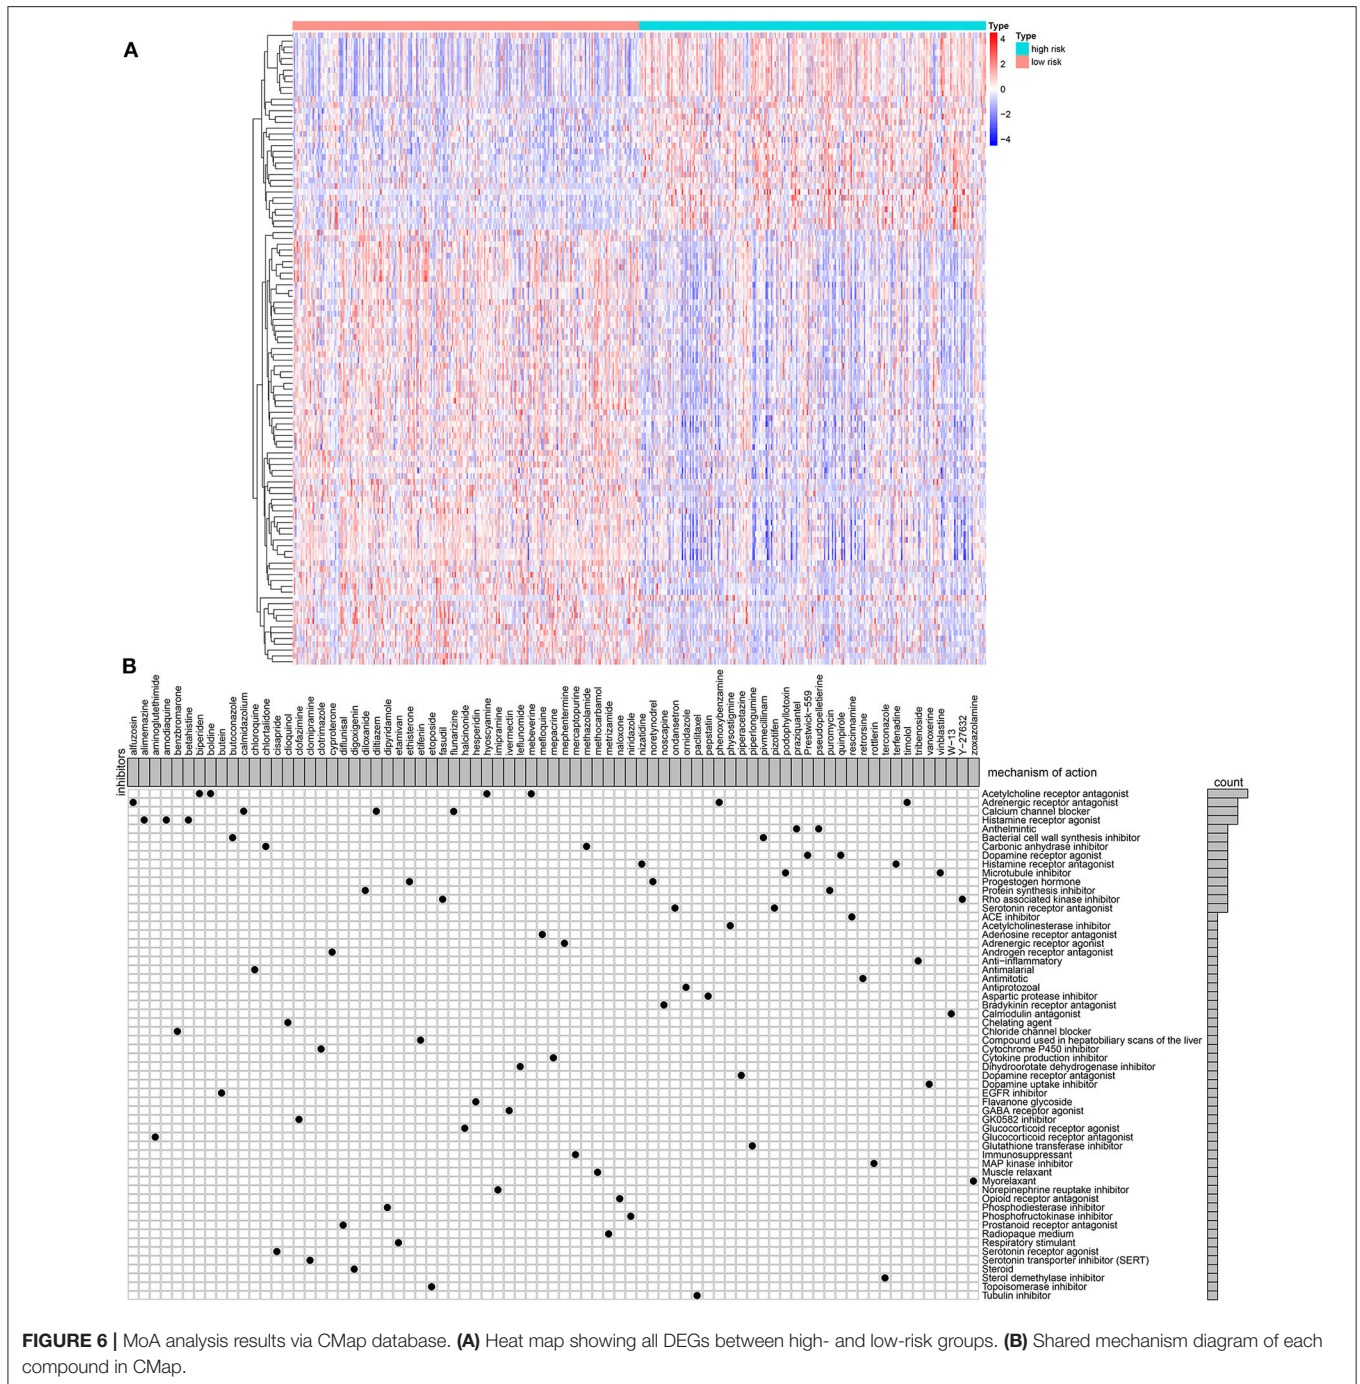 A
Type
4
2
0
−2
−4
Type
high risk
low risk
B
inhibitors
alfuzosin
alimemazine
aminoglutethimide
amodiaquine
benzbromarone
betahistine
biperiden
boldine
butein
butoconazole
calmidazolium
chloroquine
chlortalidone
cisapride
clioquinol
clofazimine
clomipramine
clotrimazole
cyproterone
diflunisal
digoxigenin
diloxanide
diltiazem
dipyridamole
etamivan
ethisterone
etifenin
etoposide
fasudil
flunarizine
halcinonide
hesperidin
hyoscyamine
imipramine
ivermectin
leflunomide
mebeverine
mefloquine
mepacrine
mephentermine
mercaptopurine
methazolamide
methocarbamol
metrizamide
naloxone
niridazole
nizatidine
noretynodrel
noscapine
ondansetron
ornidazole
paclitaxel
pepstatin
phenoxybenzamine
physostigmine
piperacetazine
piperlongumine
pivmecillinam
pizotifen
podophyllotoxin
praziquantel
Prestwick−559
pseudopelletierine
puromycin
quinpirole
rescinnamine
retrorsine
rottlerin
terconazole
terfenadine
timolol
tribenoside
vanoxerine
vinblastine
W−13
Y−27632
zoxazolamine
mechanism of action
count
Acetylcholine receptor antagonist
Adrenergic receptor antagonist
Calcium channel blocker
Histamine receptor agonist
Anthelmintic
Bacterial cell wall synthesis inhibitor
Carbonic anhydrase inhibitor
Dopamine receptor agonist
Histamine receptor antagonist
Microtubule inhibitor
Progestogen hormone
Protein synthesis inhibitor
Rho associated kinase inhibitor
Serotonin receptor antagonist
ACE inhibitor
Acetylcholinesterase inhibitor
Adenosine receptor antagonist
Adrenergic receptor agonist
Androgen receptor antagonist
Anti−inflammatory
Antimalarial
Antimitotic
Antiprotozoal
Aspartic protease inhibitor
Bradykinin receptor antagonist
Calmodulin antagonist
Chelating agent
Chloride channel blocker
Compound used in hepatobiliary scans of the liver
Cytochrome P450 inhibitor
Cytokine production inhibitor
Dihydroorotate dehydrogenase inhibitor
Dopamine receptor antagonist
Dopamine uptake inhibitor
EGFR inhibitor
Flavanone glycoside
GABA receptor agonist
GK0582 inhibitor
Glucocorticoid receptor agonist
Glucocorticoid receptor antagonist
Glutathione transferase inhibitor
Immunosuppressant
MAP kinase inhibitor
Muscle relaxant
Myorelaxant
Norepinephrine reuptake inhibitor
Opioid receptor antagonist
Phosphodiesterase inhibitor
Phosphofructokinase inhibitor
Prostanoid receptor antagonist
Radiopaque medium
Respiratory stimulant
Serotonin receptor agonist
Serotonin transporter inhibitor (SERT)
Steroid
Sterol demethylase inhibitor
Topoisomerase inhibitor
Tubulin inhibitor
FIGURE 6 | MoA analysis results via CMap database. (A) Heat map showing all DEGs between high- and low-risk groups. (B) Shared mechanism diagram of each
compound in CMap.